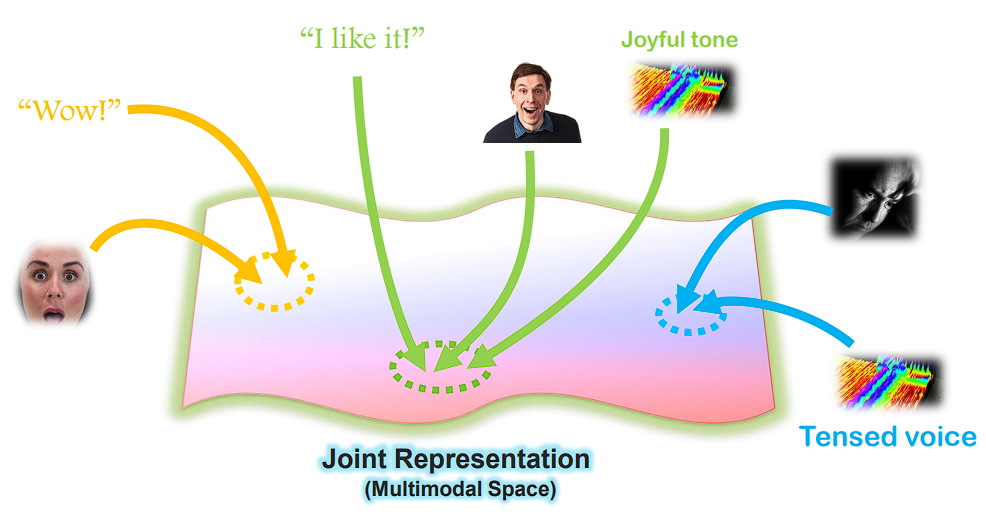 “I like it!”
Joyful tone
“Wow!”
Tensed voice
Joint Representation
(Multimodal Space)